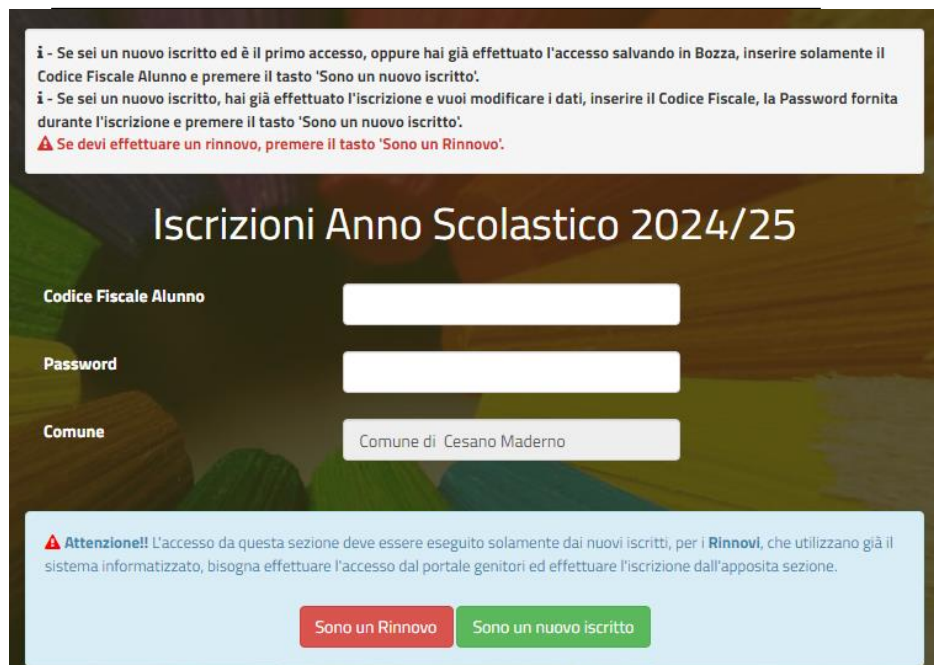 i - Se sei un nuovo iscritto ed è il primo accesso, oppure hai già effettuato l'accesso salvando in Bozza, inserire solamente il
Codice Fiscale Alunno e premere il tasto 'Sono un nuovo iscritto'.
i - Se sei un nuovo iscritto, hai già effettuato l'iscrizione e vuoi modificare i dati, inserire il Codice Fiscale, la Password fornita
durante l'iscrizione e premere il tasto 'Sono un nuovo iscritto'.
Se devi effettuare un rinnovo, premere il tasto 'Sono un Rinnovo'.
Iscrizioni Anno Scolastico 2024/25
Codice Fiscale Alunno
Password
Comune
Comune di Cesano Maderno
Attenzione!! L'accesso da questa sezione deve essere eseguito solamente dai nuovi iscritti, per i Rinnovi, che utilizzano già il
sistema informatizzato, bisogna effettuare l'accesso dal portale genitori ed effettuare l'iscrizione dall'apposita sezione.
Sono un Rinnovo
Sono un nuovo iscritto